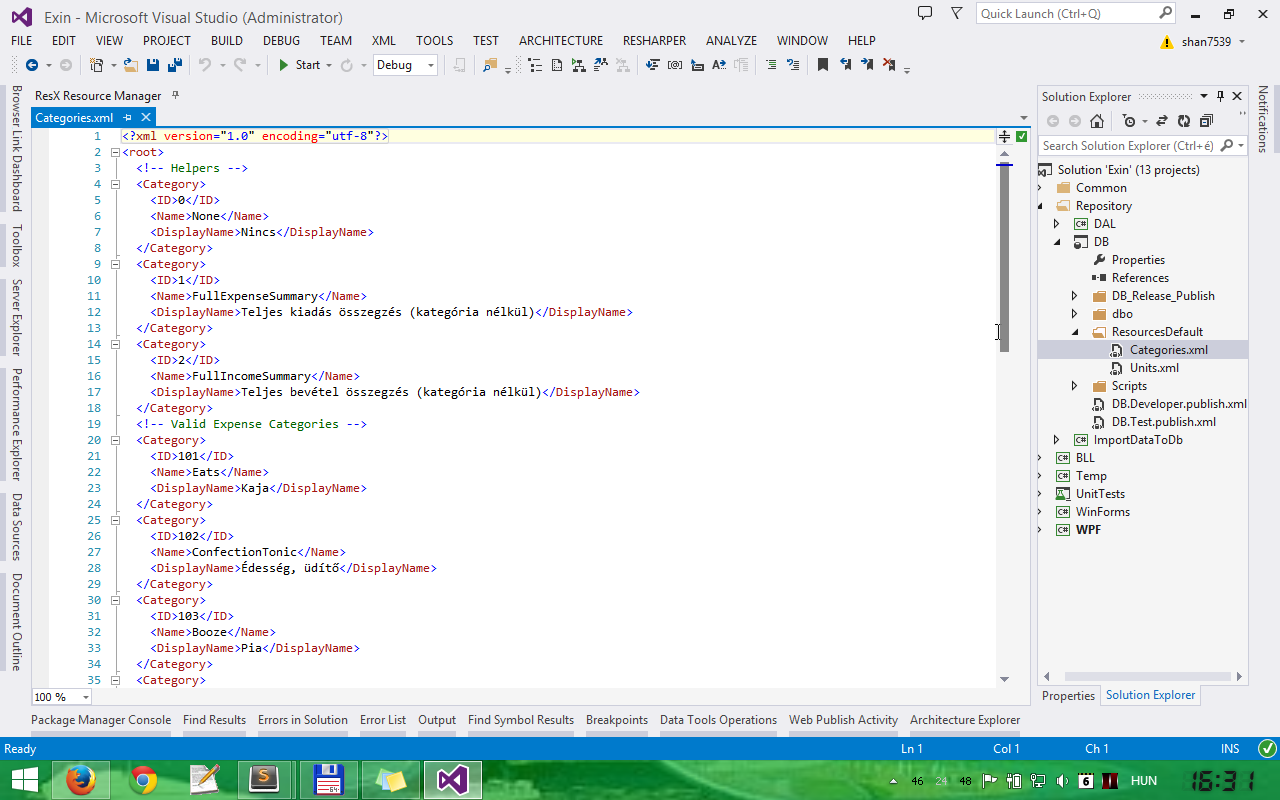 Exin - Microsoft Visual Studio (Administrator)
Quick Launch (Ctrl+Q)
FILE EDIT VIEW PROJECT BUILD DEBUG TEAM XML TOOLS TEST ARCHITECTURE RESHARPER ANALYZE WINDOW HELP
shan7539
Start
Debug
ResX Resource Manager
Categories.xml
1 <?xml version="1.0" encoding="utf-8"?>
2 <root>
3 <!-- Helpers -->
4 <Category>
5 <ID>0</ID>
6 <Name>None</Name>
7 <DisplayName>Nincs</DisplayName>
8 </Category>
9 <Category>
10 <ID>1</ID>
11 <Name>FullExpenseSummary</Name>
12 <DisplayName>Teljes kiadás összegzés (kategória nélkül)</DisplayName>
13 </Category>
14 <Category>
15 <ID>2</ID>
16 <Name>FullIncomeSummary</Name>
17 <DisplayName>Teljes bevétel összegzés (kategória nélkül)</DisplayName>
18 </Category>
19 <!-- Valid Expense Categories -->
20 <Category>
21 <ID>101</ID>
22 <Name>Eats</Name>
23 <DisplayName>Kaja</DisplayName>
24 </Category>
25 <Category>
26 <ID>102</ID>
27 <Name>ConfectionTonic</Name>
28 <DisplayName>Édesség, üdítő</DisplayName>
29 </Category>
30 <Category>
31 <ID>103</ID>
32 <Name>Booze</Name>
33 <DisplayName>Pia</DisplayName>
34 </Category>
35 <Category>
100 %
Browser Link Dashboard
Toolbox
Server Explorer
Performance Explorer
Data Sources
Document Outline
Solution Explorer
Search Solution Explorer (Ctrl+é)
Solution 'Exin' (13 projects)
Common
Repository
C# DAL
DB
Properties
References
DB_Release_Publish
dbo
ResourcesDefault
Categories.xml
Units.xml
Scripts
DB.Developer.publish.xml
DB.Test.publish.xml
C# ImportDataToDb
C# BLL
C# Temp
UnitTests
C# WinForms
C# WPF
Properties
Solution Explorer
Notifications
Package Manager Console Find Results Errors in Solution Error List Output Find Symbol Results Breakpoints Data Tools Operations Web Publish Activity Architecture Explorer
Ready
Ln 1 Col 1 Ch 1 INS
46 24 48
6
HUN
16:31